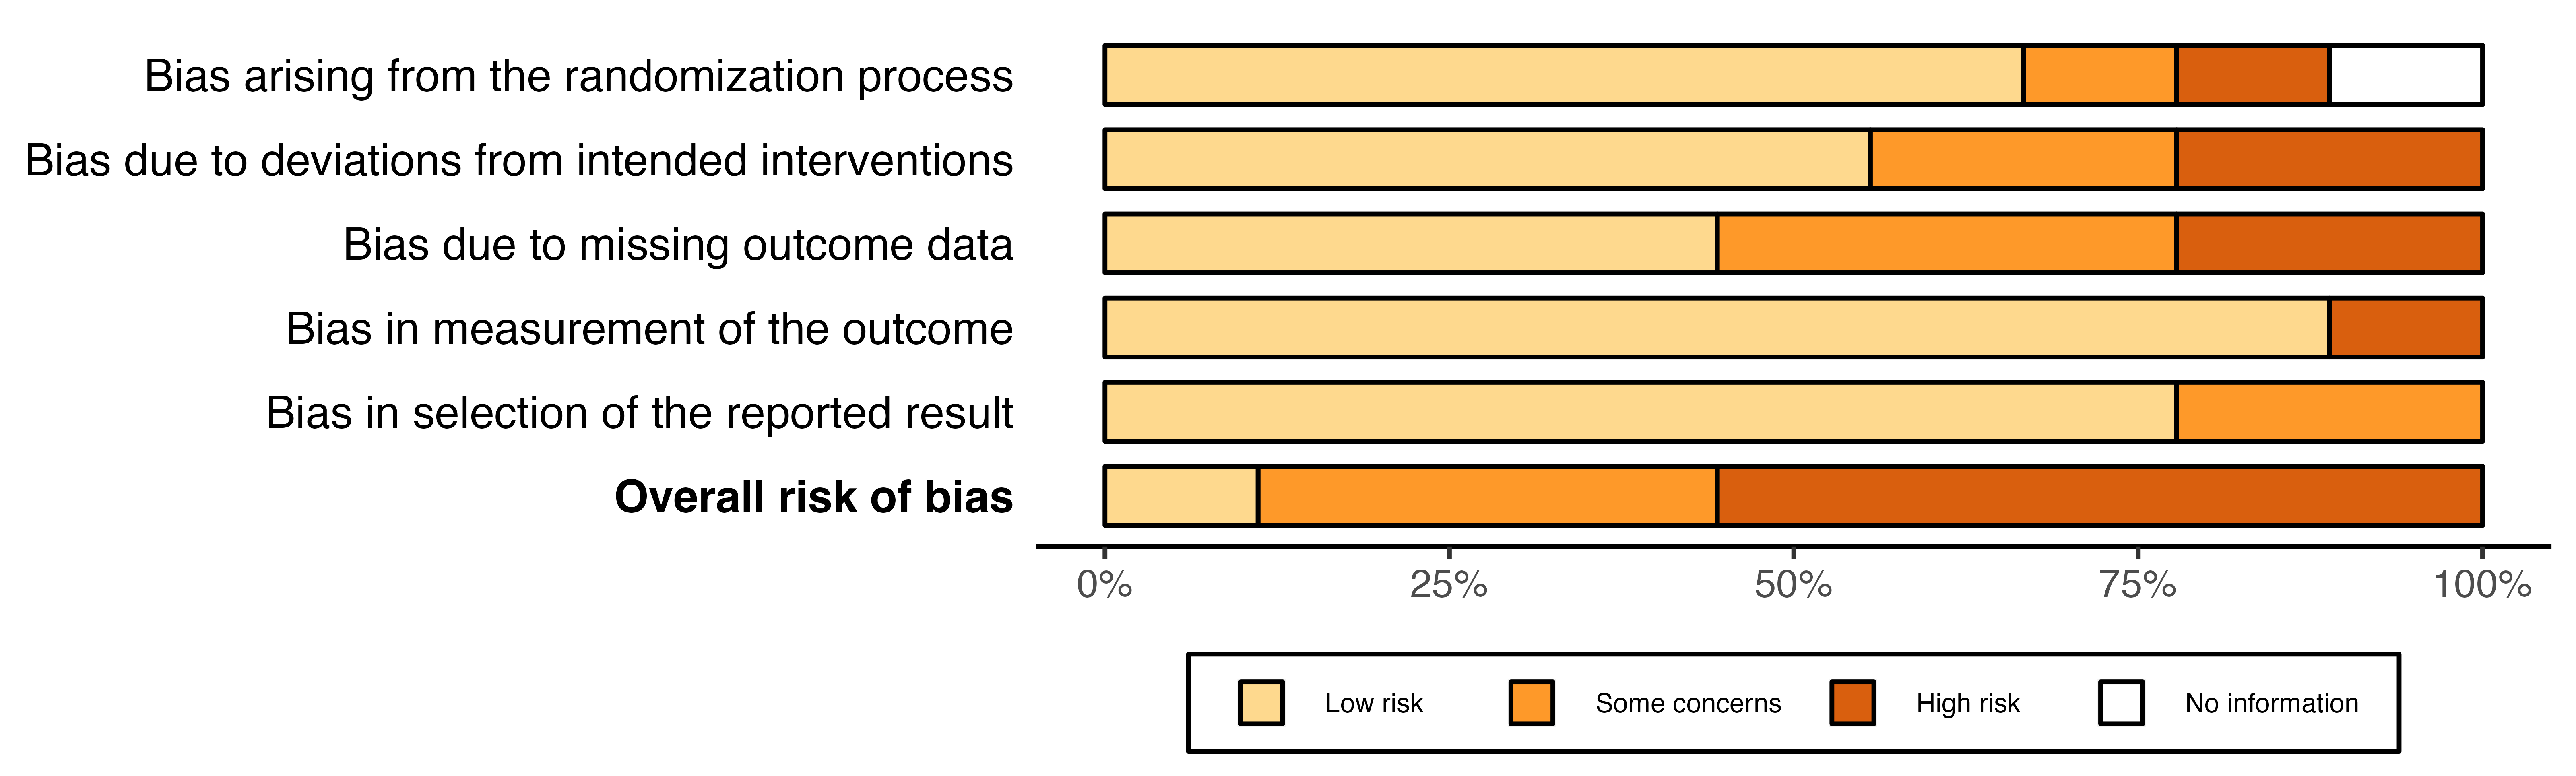 Bias arising from the randomization process
Bias due to deviations from intended interventions
Bias due to missing outcome data
Bias in measurement of the outcome
Bias in selection of the reported result
Overall risk of bias
0% 25% 50% 75% 100%
Low risk Some concerns High risk No information